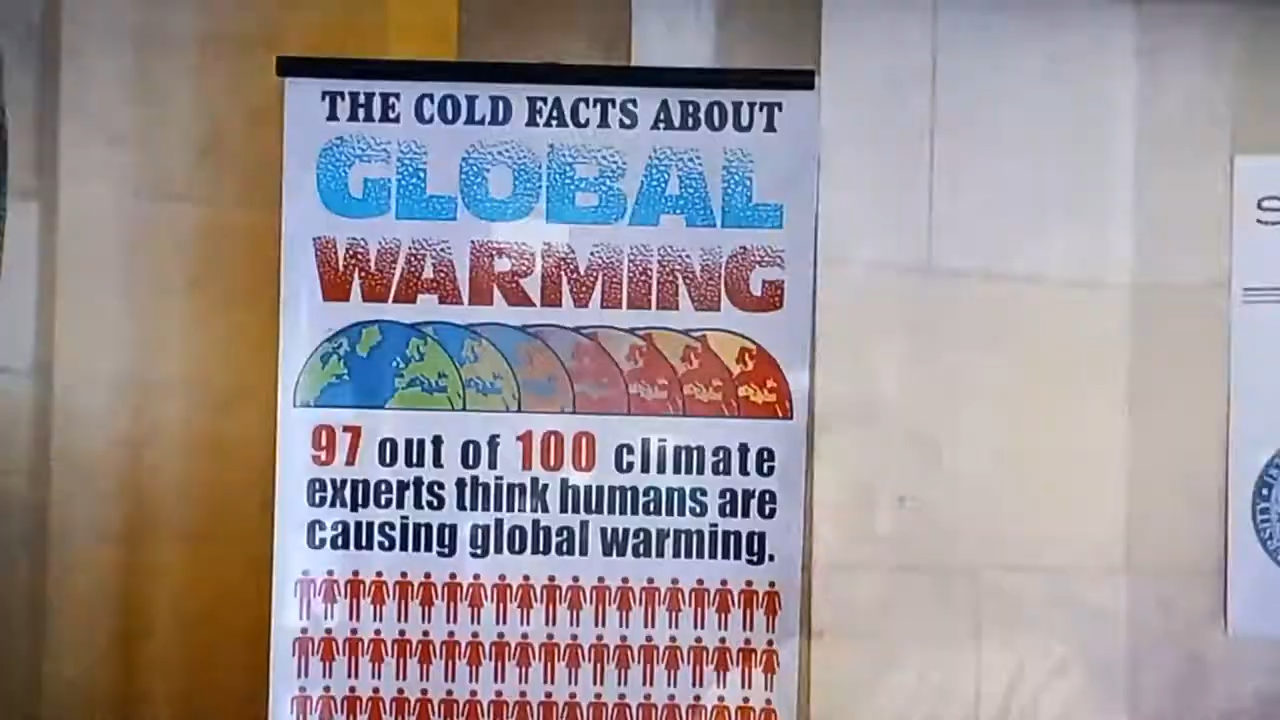 THE COLD FACTS ABOUT
GLOBAL
WARMING
97 out of 100 climate
experts think humans are
causing global warming.